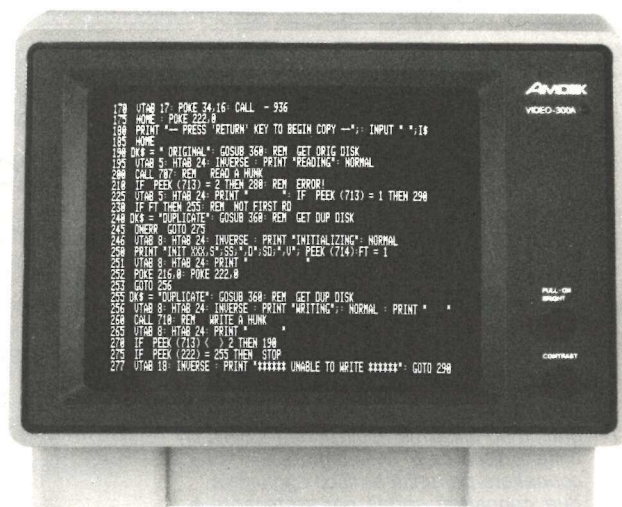 AMDEK
VIDEO-300A
170 VTAB 17: POKE 34,16: CALL - 936
175 HOME : POKE 222,0
180 PRINT "-- PRESS 'RETURN' KEY TO BEGIN COPY --";: INPUT " ";I$
185 HOME
190 DK$ = " ORIGINAL": GOSUB 360: REM GET ORIG DISK
195 VTAB 5: HTAB 24: INVERSE : PRINT "READING": NORMAL
200 CALL 707: REM READ A HUNK
210 IF PEEK (713) = 2 THEN 280: REM ERROR!
225 VTAB 5: HTAB 24: PRINT "       ": IF PEEK (713) = 1 THEN 290
230 IF FT THEN 255: REM NOT FIRST RD
240 DK$ = "DUPLICATE": GOSUB 360: REM GET DUP DISK
245 ONERR GOTO 275
246 VTAB 8: HTAB 24: INVERSE : PRINT "INITIALIZING": NORMAL
250 PRINT "INIT XXX,S";SS;",D";SD;",V"; PEEK (714):FT = 1
251 VTAB 8: HTAB 24: PRINT "            "
252 POKE 216,0: POKE 222,0
253 GOTO 256
255 DK$ = "DUPLICATE": GOSUB 360: REM GET DUP DISK
256 VTAB 8: HTAB 24: INVERSE : PRINT "WRITING";: NORMAL : PRINT "    "
260 CALL 710: REM WRITE A HUNK
265 VTAB 8: HTAB 24: PRINT "       "
270 IF PEEK (713) < > 2 THEN 190
275 IF PEEK (222) = 255 THEN STOP
277 VTAB 18: INVERSE : PRINT "****** UNABLE TO WRITE ******": GOTO 290
PULL-ON
BRIGHT
CONTRAST